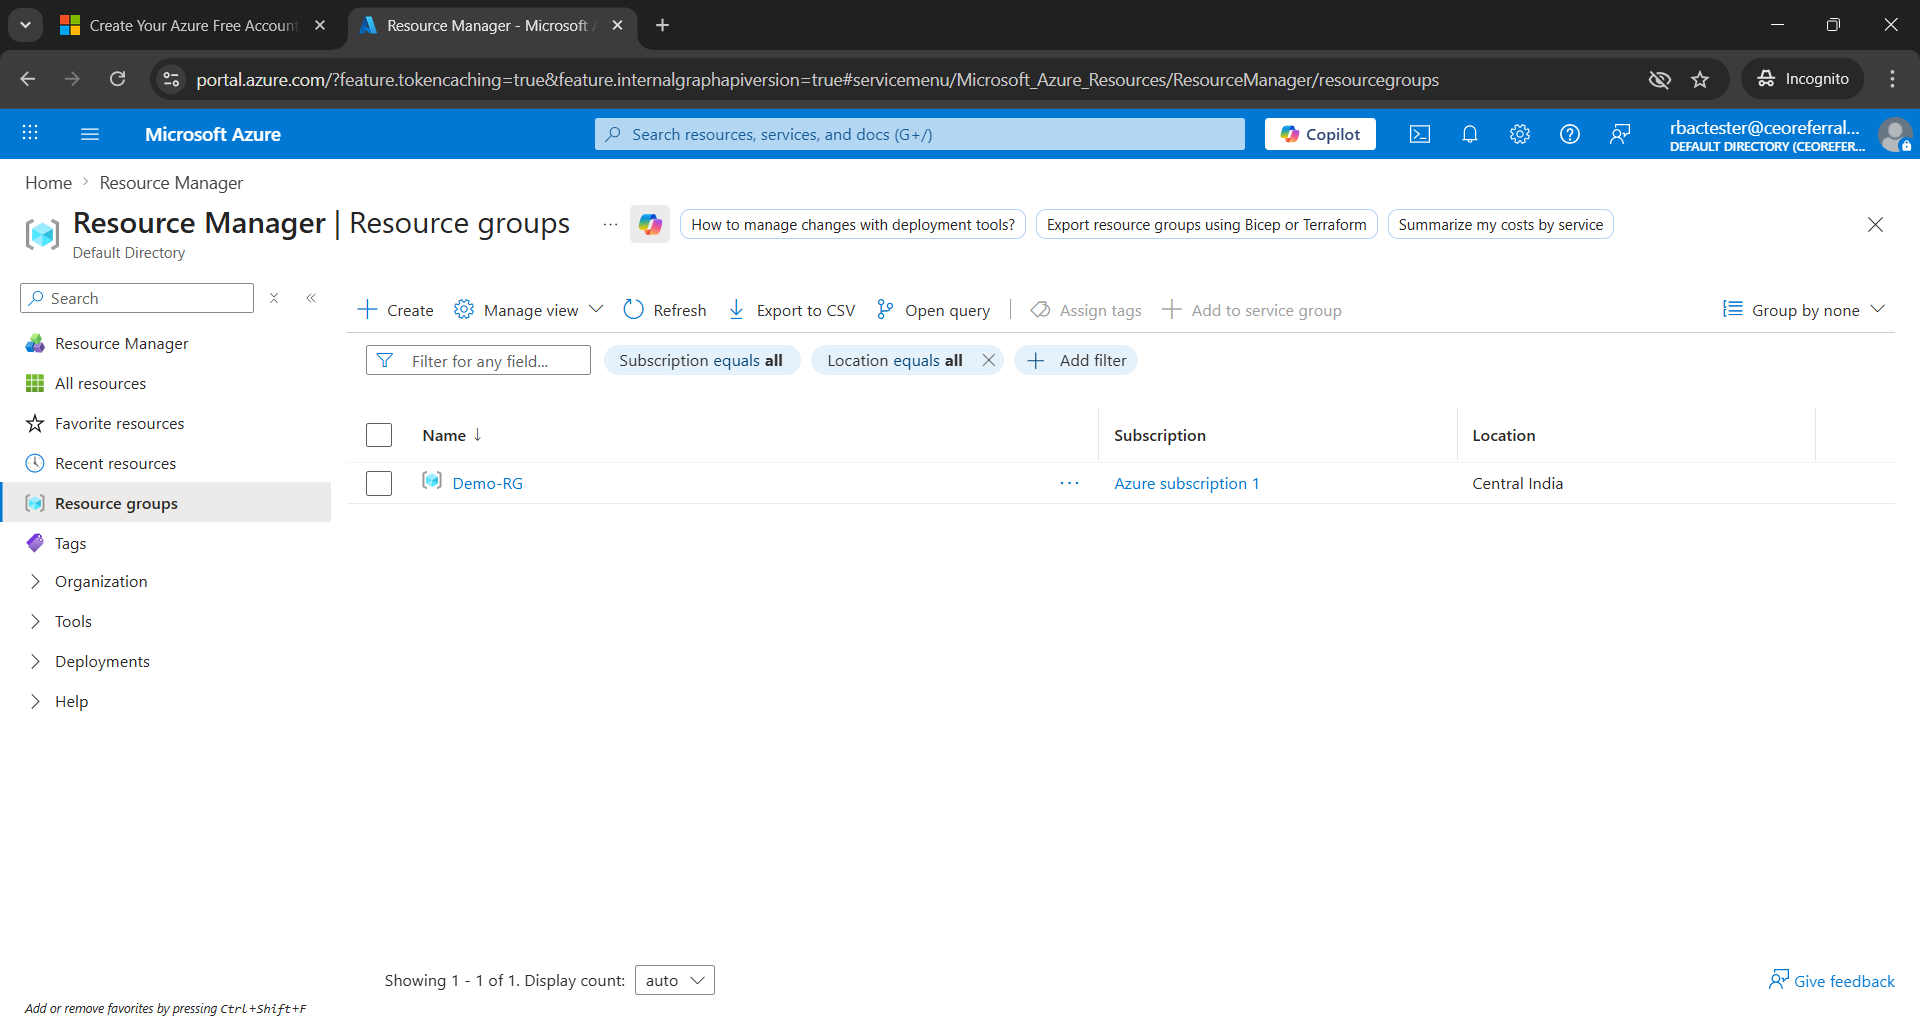 Create Your Azure Free Account
Resource Manager - Microsoft A
portal.azure.com/?feature.tokencaching=true&feature.internalgraphapiversion=true#servicemenu/Microsoft_Azure_Resources/ResourceManager/resourcegroups
Incognito
Microsoft Azure
Search resources, services, and docs (G+/)
Copilot
rbactester@ceoreferral...
DEFAULT DIRECTORY (CEOREFER...
Home > Resource Manager
Resource Manager | Resource groups
...
How to manage changes with deployment tools?
Export resource groups using Bicep or Terraform
Summarize my costs by service
Default Directory
Search
Create
Manage view
Refresh
Export to CSV
Open query
Assign tags
Add to service group
Group by none
Resource Manager
All resources
Favorite resources
Recent resources
Resource groups
Tags
Organization
Tools
Deployments
Help
Filter for any field...
Subscription equals all
Location equals all
Add filter
Name ↓ Subscription Location
Demo-RG ... Azure subscription 1 Central India
Showing 1 - 1 of 1. Display count: auto
Give feedback
Add or remove favorites by pressing Ctrl+Shift+F